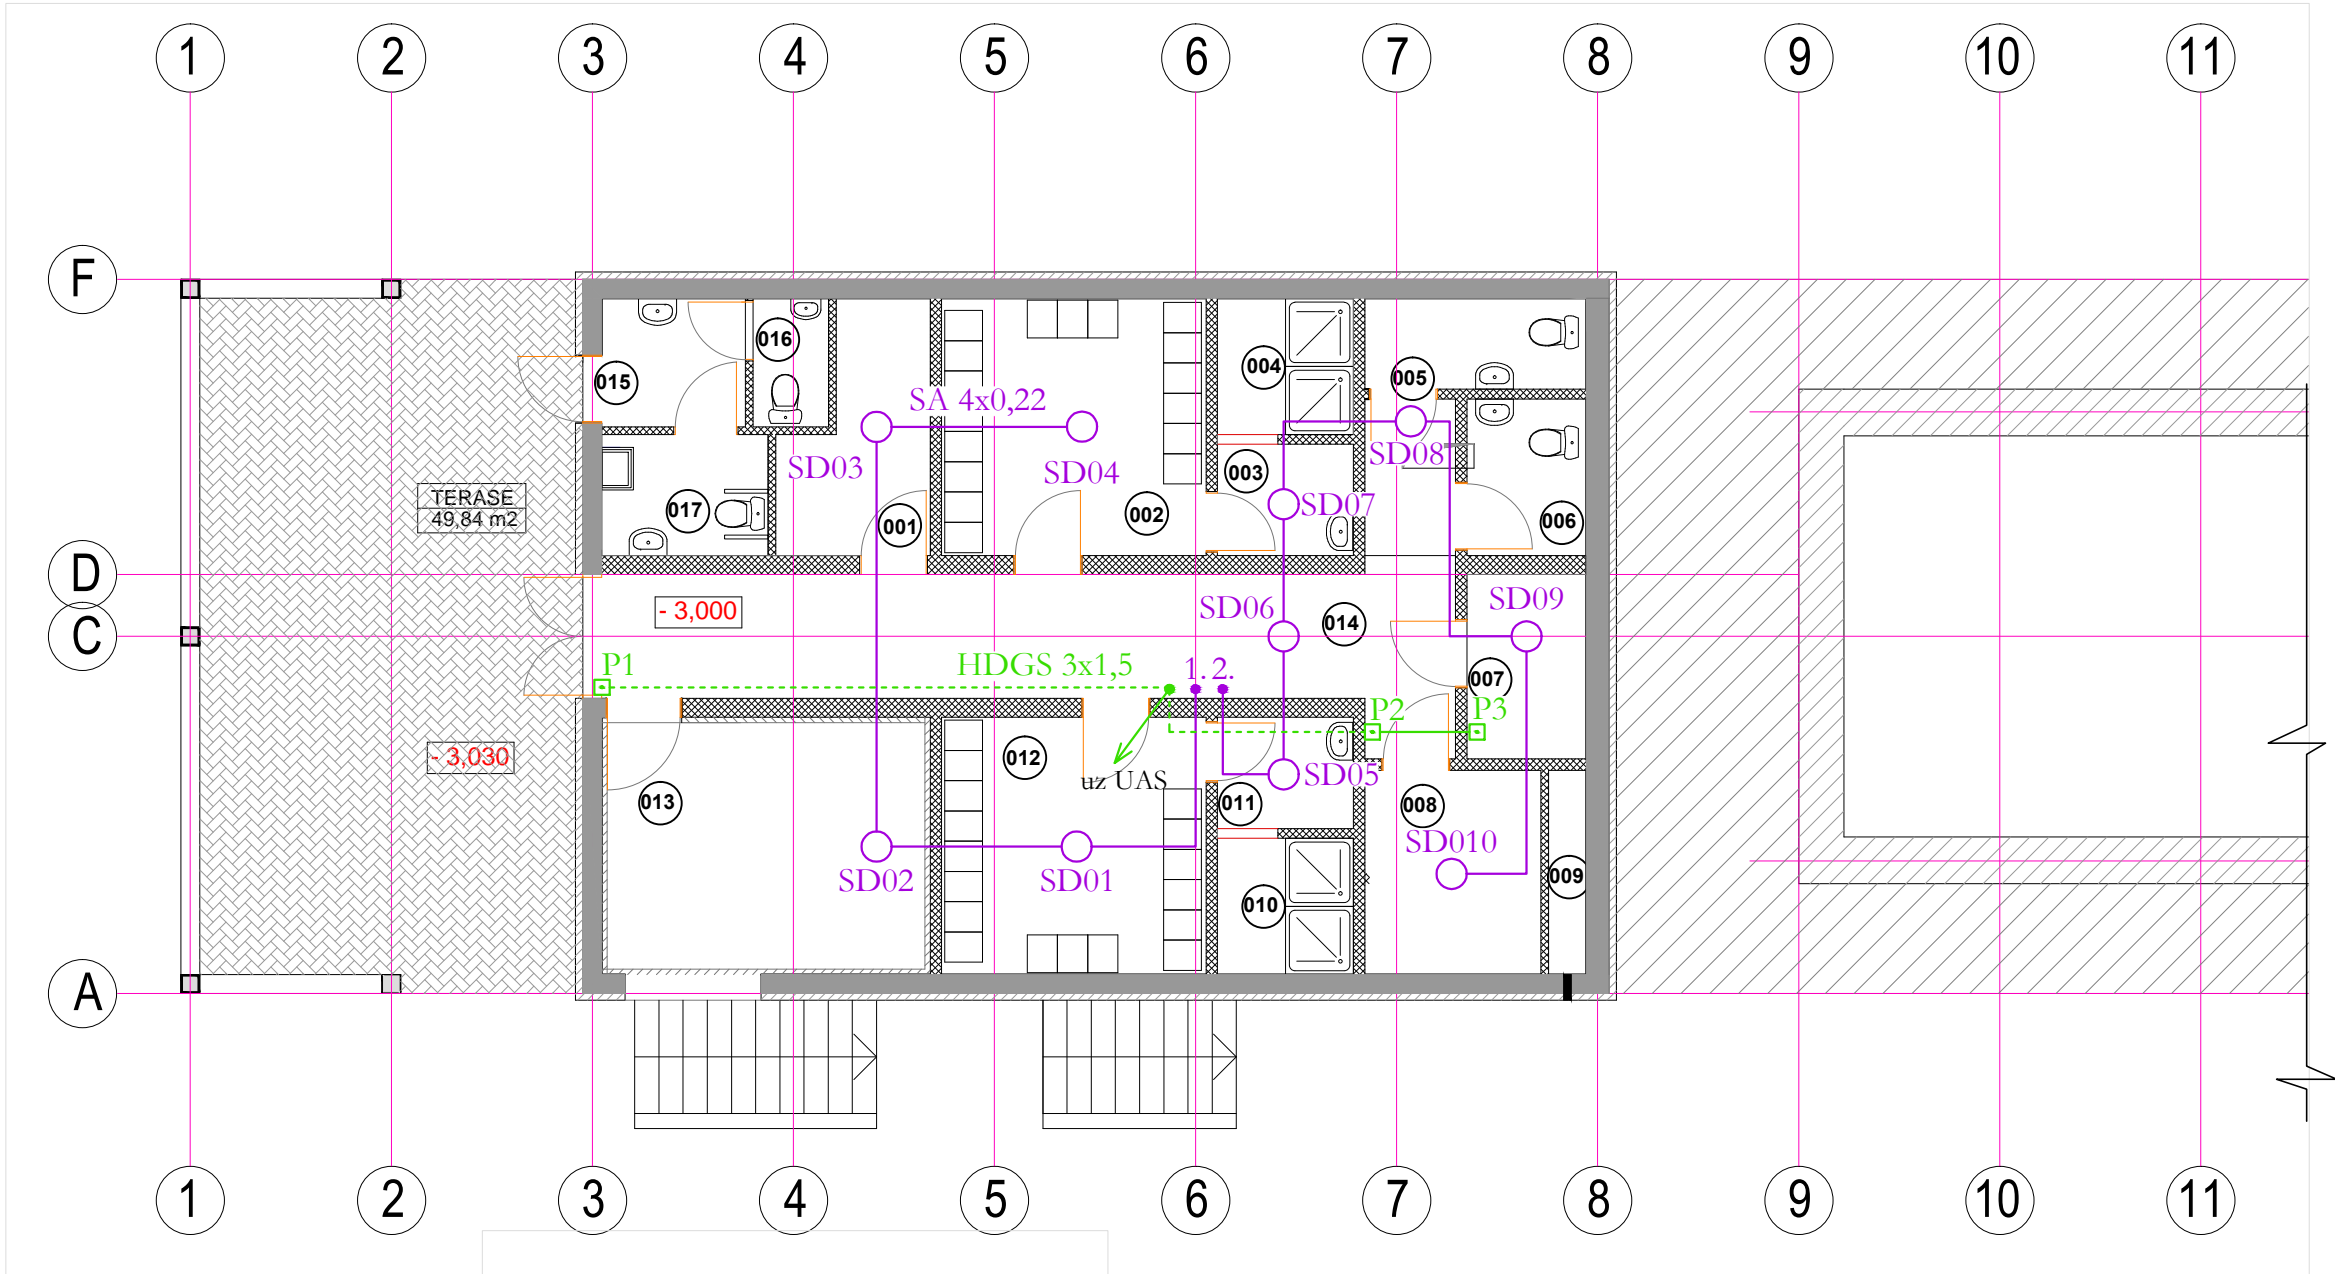 1 2 3 4 5 6 7 8 9 10 11
F
016
004
005
015
SA 4x0,22
SD03
SD04
SD08
003
TERASE
49,84 m2
017
001
002
SD07
006
D
- 3,000
SD06
014
SD09
C
P1
HDGS 3x1,5
1. 2.
007
P2
P3
- 3,030
012
uz UAS
SD05
013
011
008
SD010
SD02
SD01
009
010
A
1 2 3 4 5 6 7 8 9 10 11